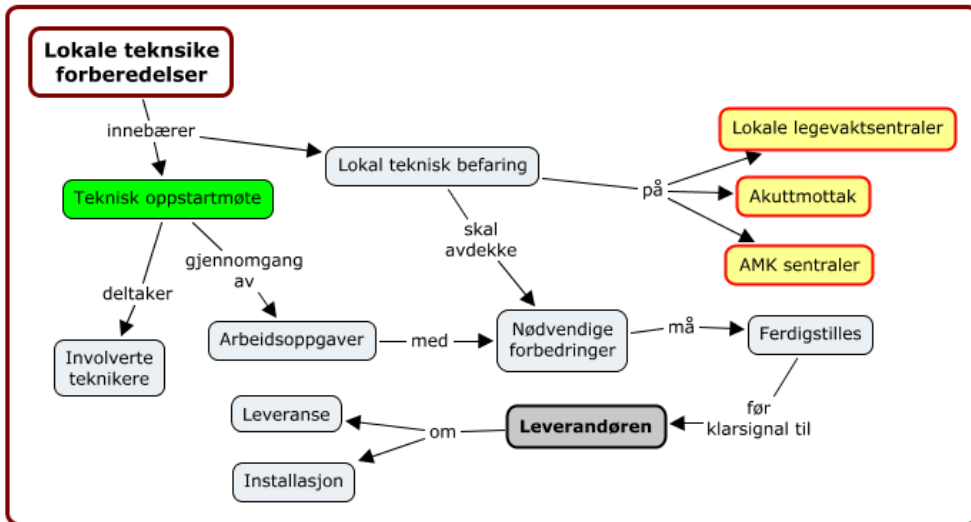 Lokale teknsike
forberedelser
innebærer
Lokale legevaktsentraler
Lokal teknisk befaring
Teknisk oppstartmøte
på
Akuttmottak
skal
avdekke
AMK sentraler
gjennomgang
av
deltaker
Involverte
teknikere
Arbeidsoppgaver
med
Nødvendige
forbedringer
må
Ferdigstilles
før
klarsignal til
Leverandøren
om
Leveranse
Installasjon